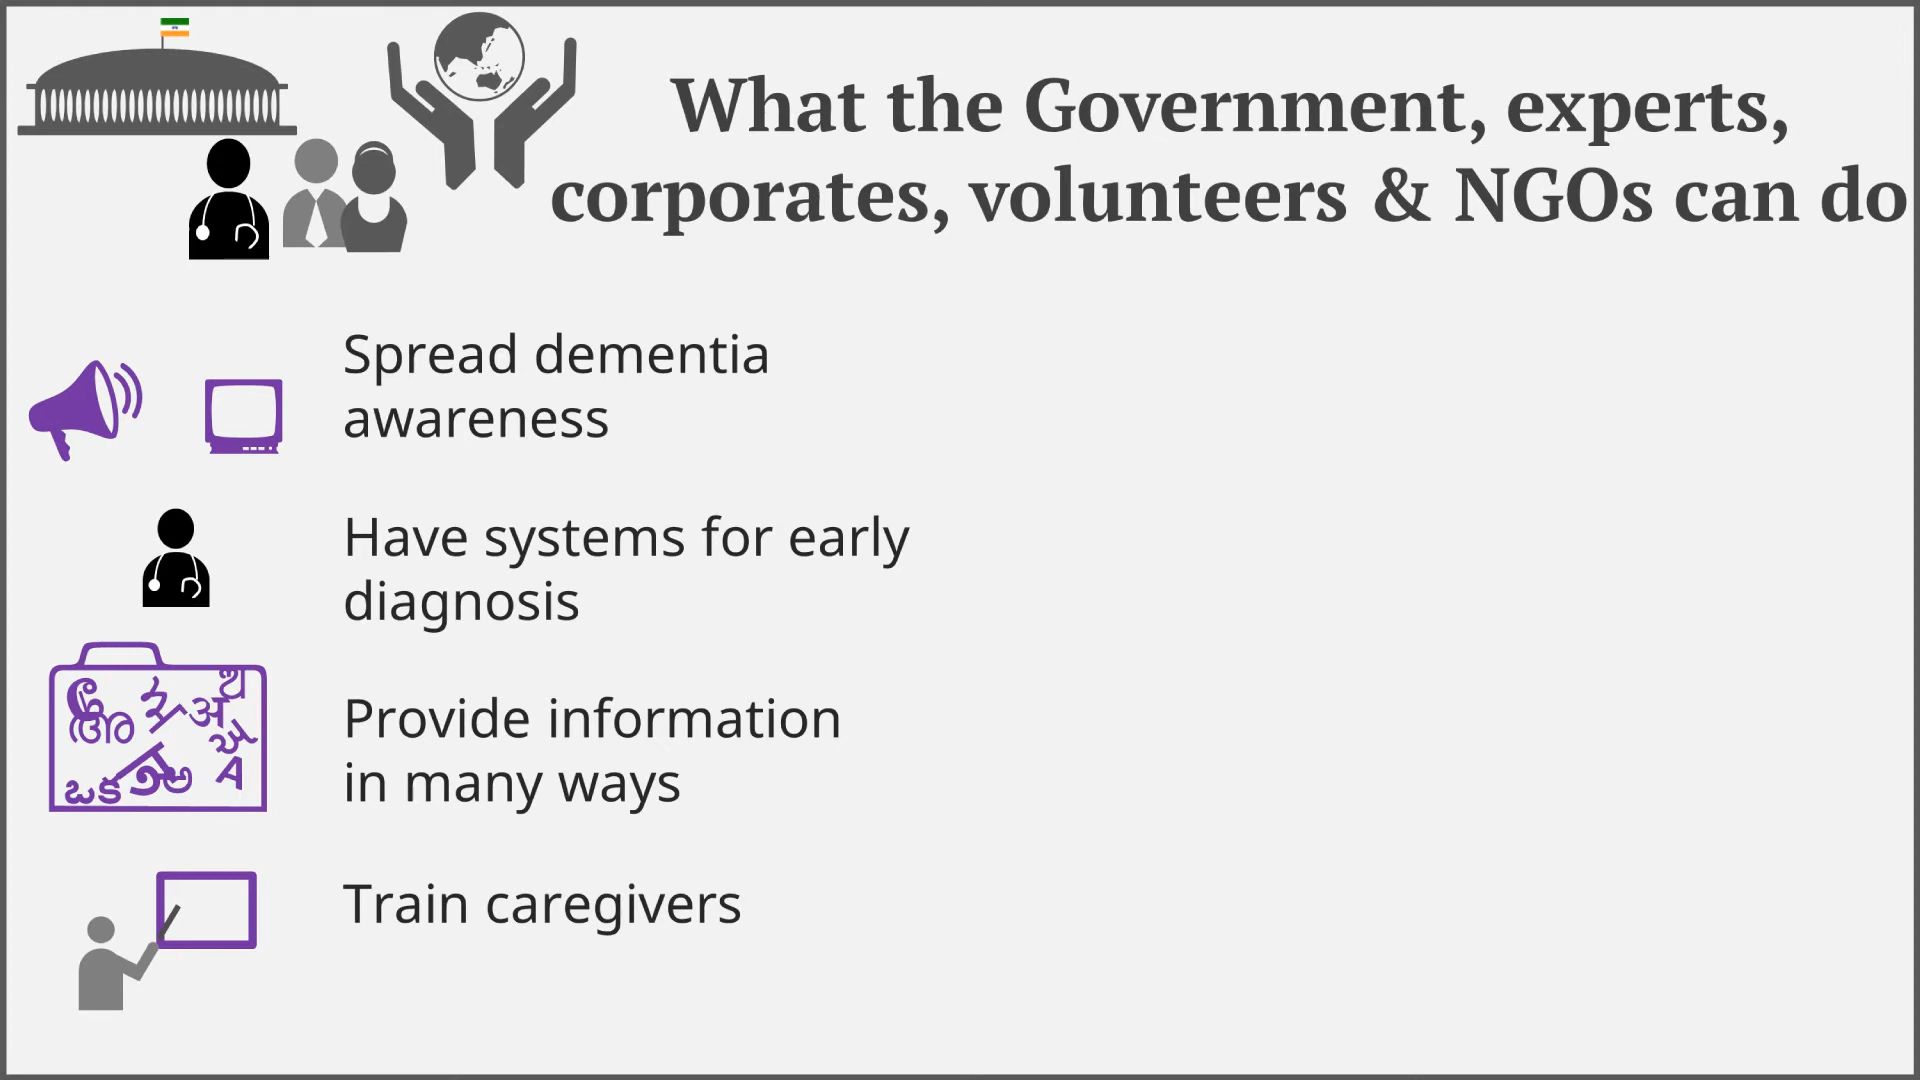 What the Government, experts,
corporates, volunteers & NGOs can do
Spread dementia
awareness
Have systems for early
diagnosis
Provide information
in many ways
Train caregivers
അ
अ
A
ఒక